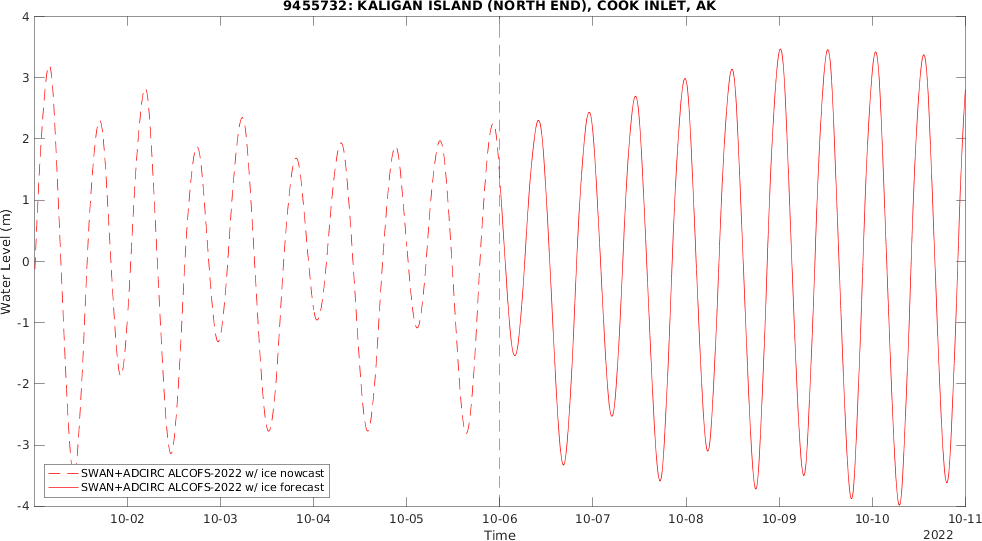 9455732: KALIGAN ISLAND (NORTH END), COOK INLET, AK
4
3
2
1
0
-1
-2
-3
-4
Water Level (m)
SWAN+ADCIRC ALCOFS-2022 w/ ice nowcast
SWAN+ADCIRC ALCOFS-2022 w/ ice forecast
10-02 10-03 10-04 10-05 10-06 10-07 10-08 10-09 10-10 10-11
Time
2022